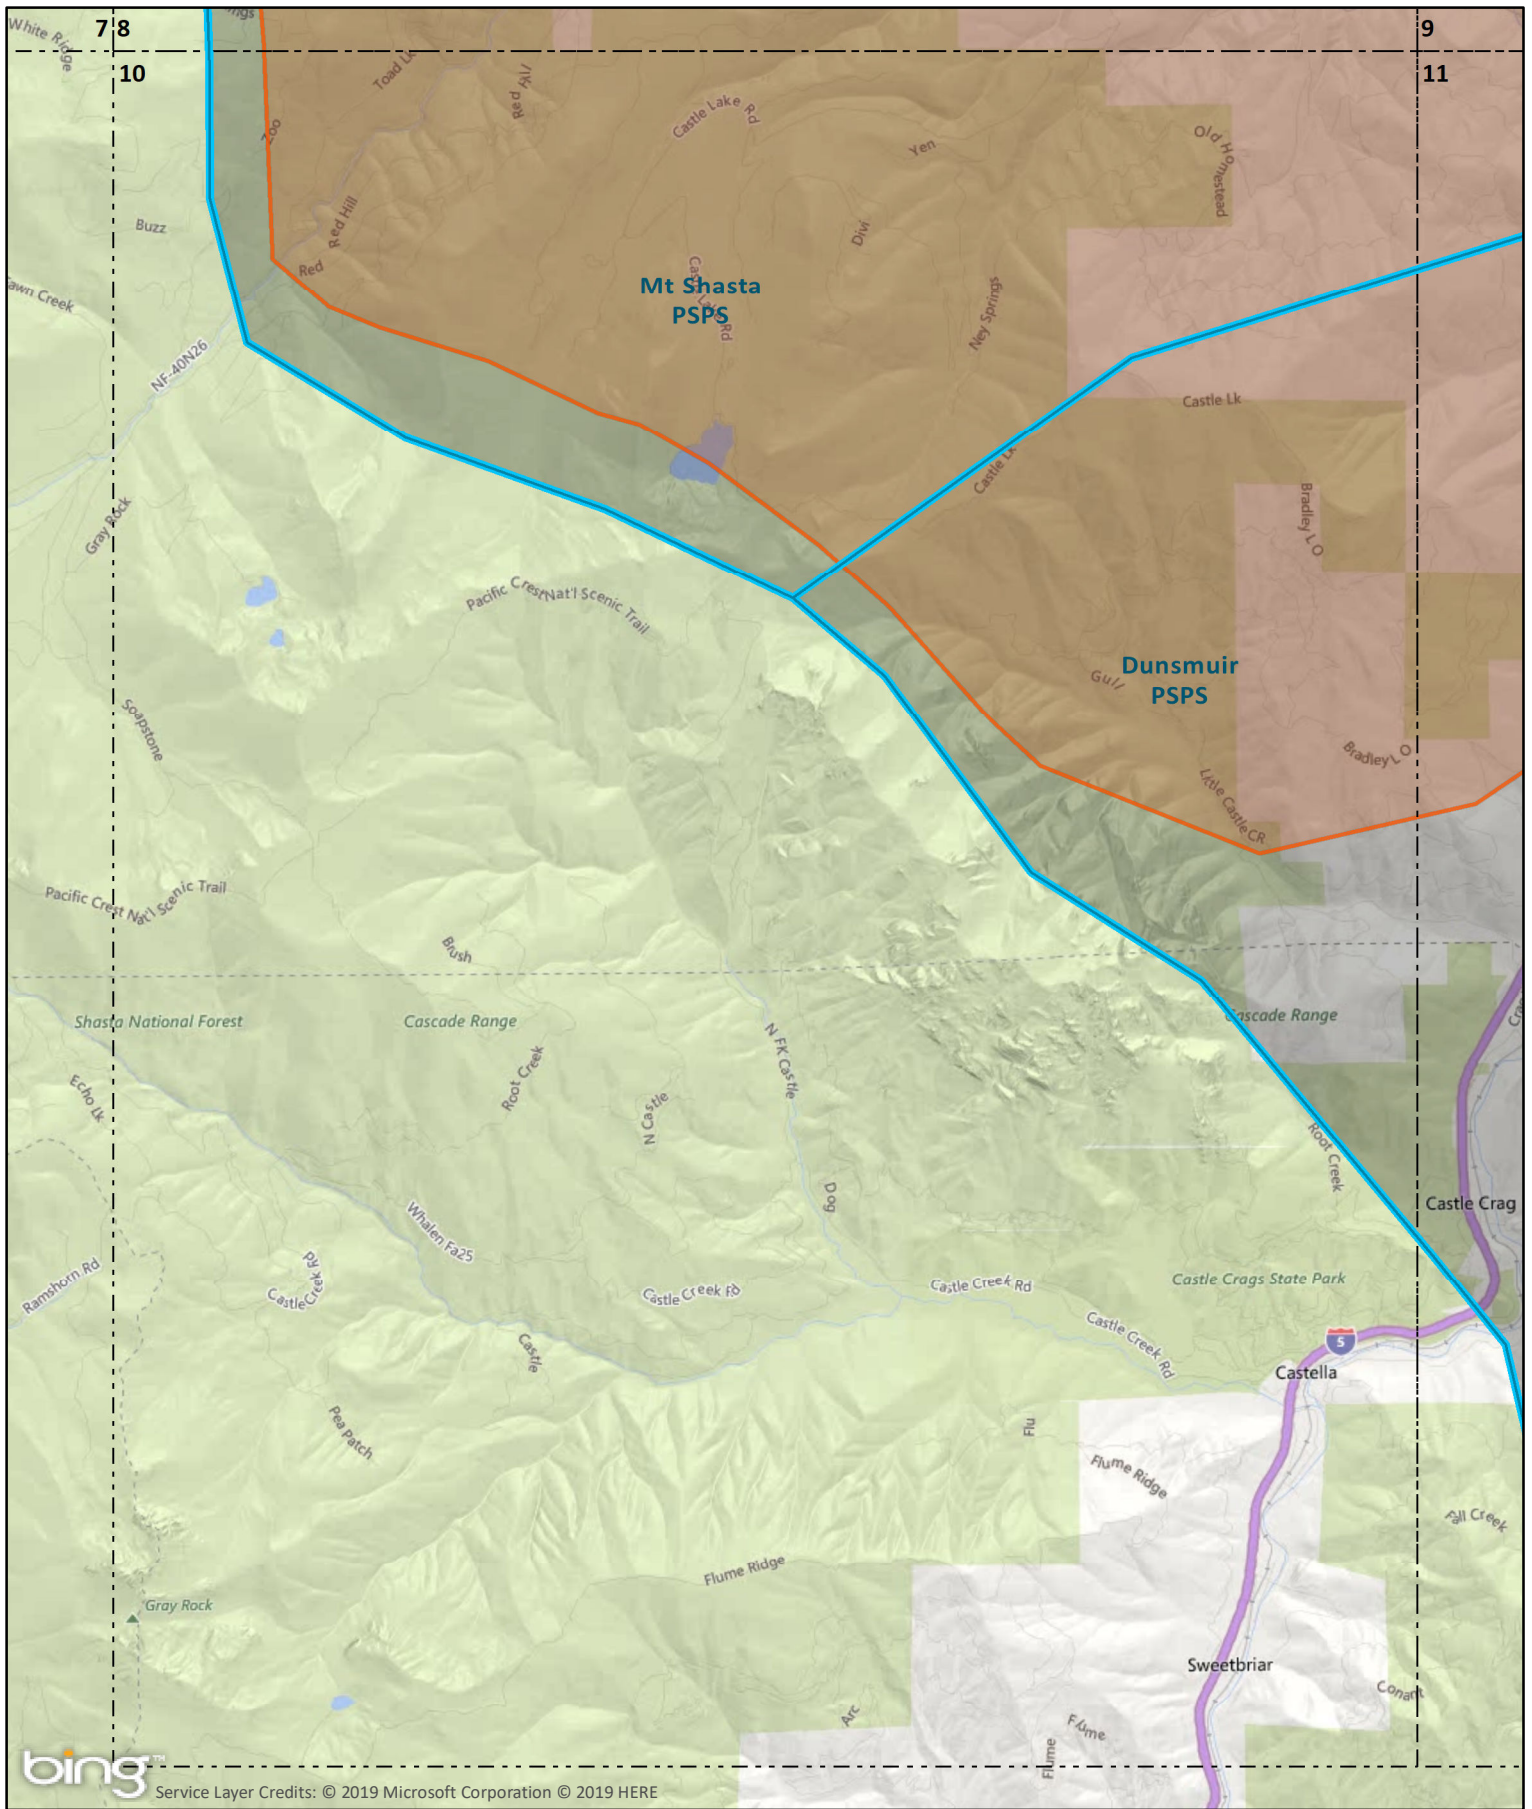 ngs
7 8
9
10
11
White Ridge
Toad Lk
Red Hill
Castle Lake Rd
Yen
Old Homestead
Zoo
Buzz
Red Hill
Red
Divi
Castle Lake Rd
Mt Shasta
PSPS
Ney Springs
awn Creek
NF-40N26
Castle Lk
Castle Lk
Gray Rock
Bradley L O
Pacific Crest Nat'l Scenic Trail
Dunsmuir
PSPS
Gull
Soapstone
Bradley L O
Little Castle CR
Pacific Crest Nat'l Scenic Trail
Brush
Shasta National Forest
Cascade Range
Cascade Range
Cra
N FK Castle
Root Creek
Echo Lk
N Castle
Root Creek
Dog
Castle Crag
Whalen Fa25
Ramshorn Rd
Castle Creek Rd
Castle Creek Rd
Castle Creek Rd
Castle Crags State Park
Castle Creek Rd
5
Castle
Castella
Pea Patch
Flu
Flume Ridge
Fall Creek
Flume Ridge
Gray Rock
Sweetbriar
Conant
Arc
Flume
Flume
bing™
Service Layer Credits: © 2019 Microsoft Corporation © 2019 HERE